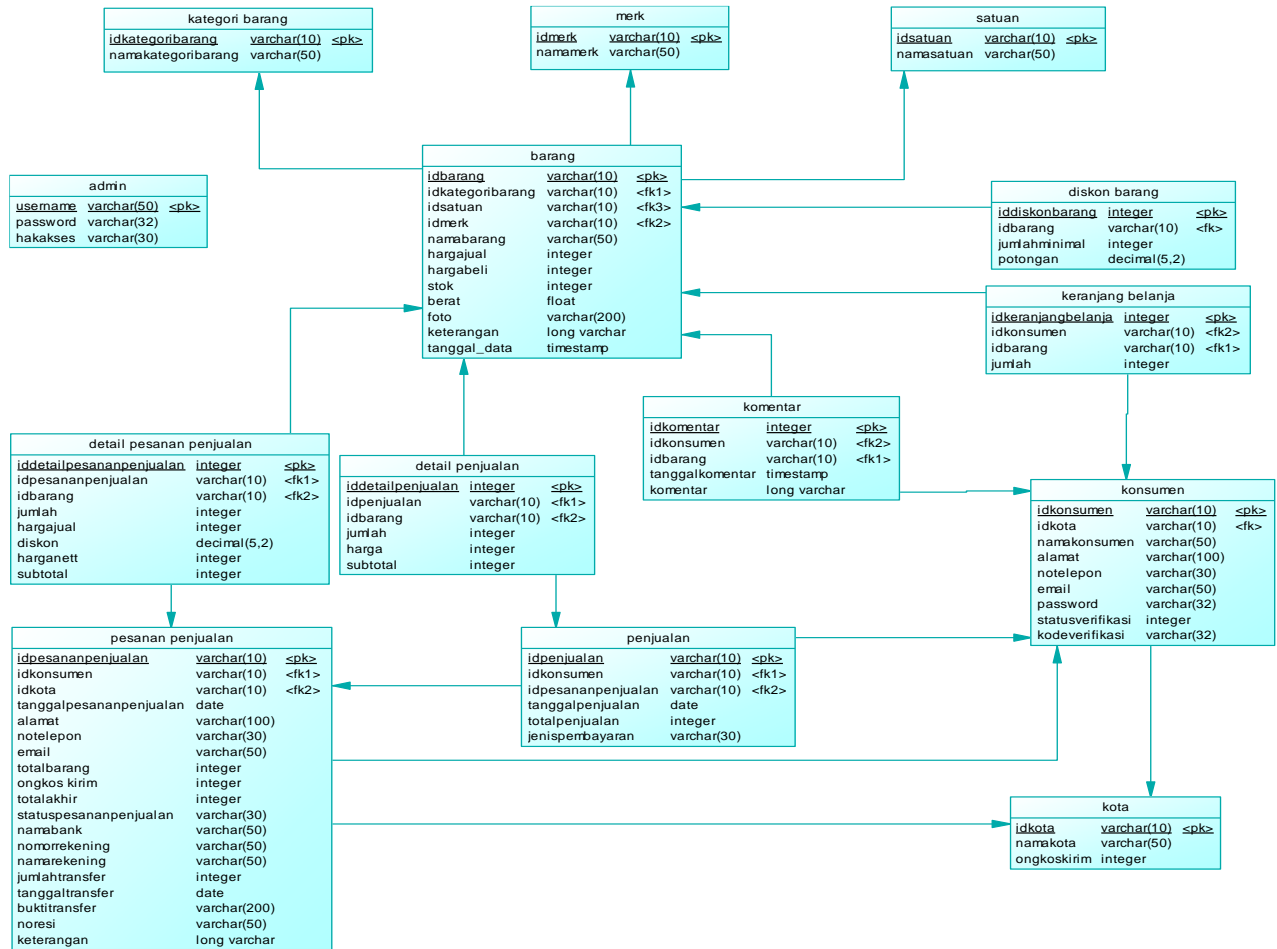 kategori barang
idkategoribarang varchar(10) <pk>
namakategoribarang varchar(50)
merk
idmerk varchar(10) <pk>
namamerk varchar(50)
satuan
idsatuan varchar(10) <pk>
namasatuan varchar(50)
admin
username varchar(50) <pk>
password varchar(32)
hakakses varchar(30)
barang
idbarang varchar(10) <pk>
idkategoribarang varchar(10) <fk1>
idsatuan varchar(10) <fk3>
idmerk varchar(10) <fk2>
namabarang varchar(50)
hargajual integer
hargabeli integer
stok integer
berat float
foto varchar(200)
keterangan long varchar
tanggal_data timestamp
diskon barang
iddiskonbarang integer <pk>
idbarang varchar(10) <fk>
jumlahminimal integer
potongan decimal(5,2)
keranjang belanja
idkeranjangbelanja integer <pk>
idkonsumen varchar(10) <fk2>
idbarang varchar(10) <fk1>
jumlah integer
komentar
idkomentar integer <pk>
idkonsumen varchar(10) <fk2>
idbarang varchar(10) <fk1>
tanggalkomentar timestamp
komentar long varchar
detail pesanan penjualan
iddetailpesananpenjualan integer <pk>
idpesananpenjualan varchar(10) <fk1>
idbarang varchar(10) <fk2>
jumlah integer
hargajual integer
diskon decimal(5,2)
harganett integer
subtotal integer
detail penjualan
iddetailpenjualan integer <pk>
idpenjualan varchar(10) <fk1>
idbarang varchar(10) <fk2>
jumlah integer
harga integer
subtotal integer
konsumen
idkonsumen varchar(10) <pk>
idkota varchar(10) <fk>
namakonsumen varchar(50)
alamat varchar(100)
notelepon varchar(30)
email varchar(50)
password varchar(32)
statusverifikasi integer
kodeverifikasi varchar(32)
pesanan penjualan
idpesananpenjualan varchar(10) <pk>
idkonsumen varchar(10) <fk1>
idkota varchar(10) <fk2>
tanggalpesananpenjualan date
alamat varchar(100)
notelepon varchar(30)
email varchar(50)
totalbarang integer
ongkos kirim integer
totalakhir integer
statuspesananpenjualan varchar(30)
namabank varchar(50)
nomorrekening varchar(50)
namarekening varchar(50)
jumlahtransfer integer
tanggaltransfer date
buktitransfer varchar(200)
noresi varchar(50)
keterangan long varchar
penjualan
idpenjualan varchar(10) <pk>
idkonsumen varchar(10) <fk1>
idpesananpenjualan varchar(10) <fk2>
tanggalpenjualan date
totalpenjualan integer
jenispembayaran varchar(30)
kota
idkota varchar(10) <pk>
namakota varchar(50)
ongkoskirim integer